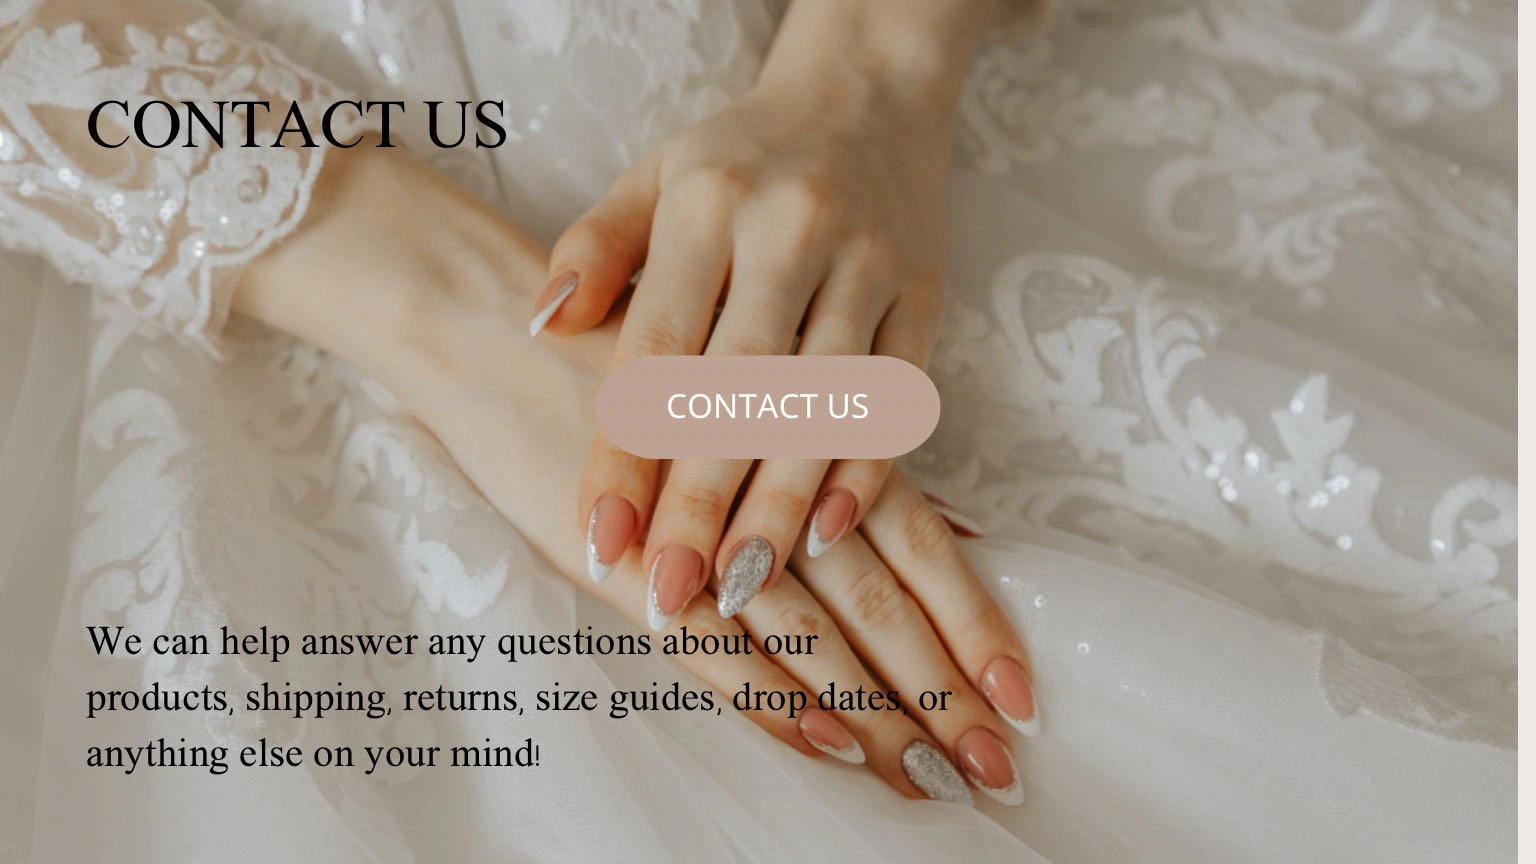 CONTACT US
CONTACT US
We can help answer any questions about our
products, shipping, returns, size guides, drop dates, or
anything else on your mind!